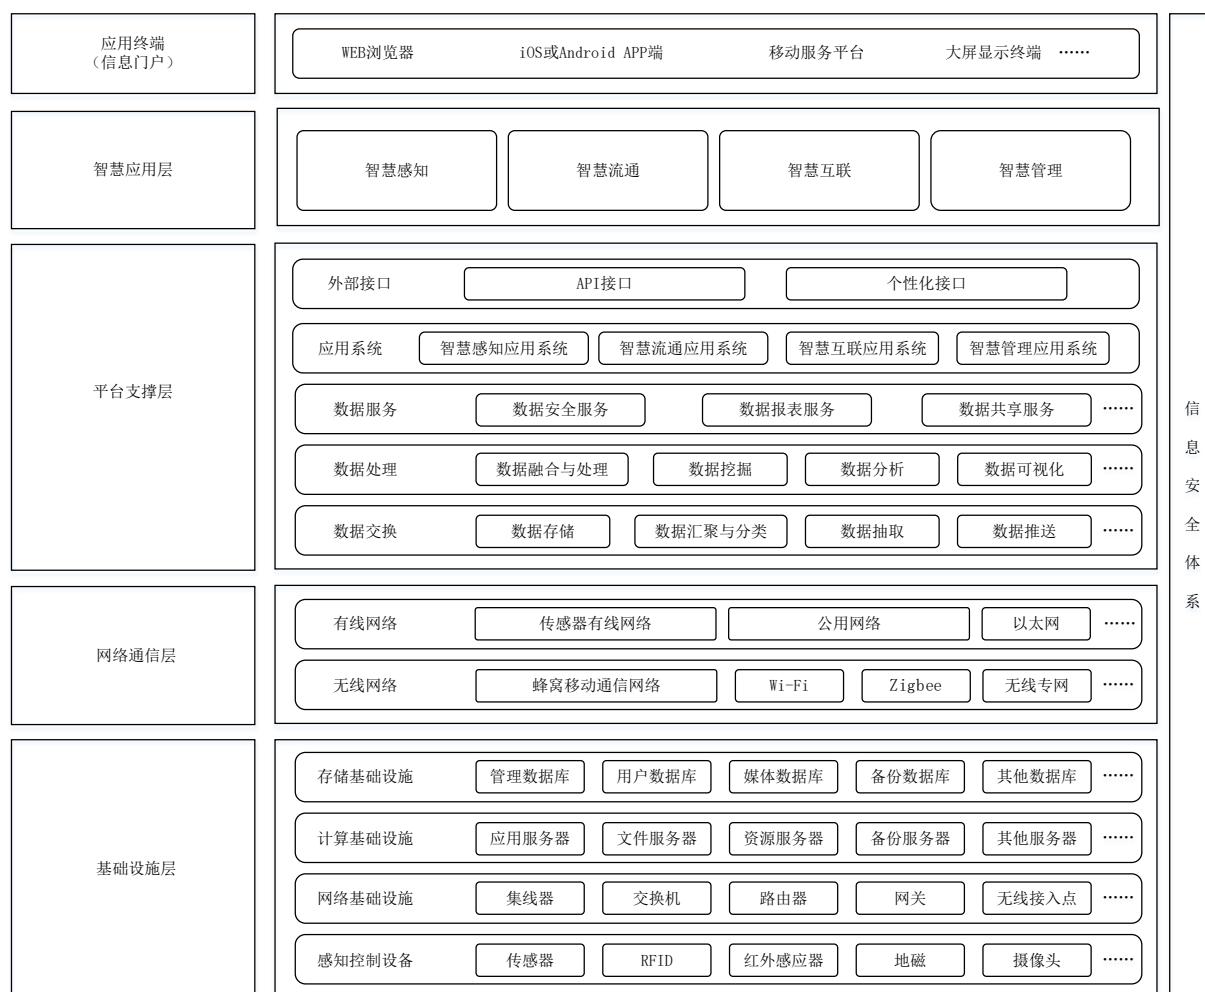 应用终端
（信息门户）
WEB浏览器 iOS或Android APP端 移动服务平台 大屏显示终端 ……
智慧应用层
智慧感知 智慧流通 智慧互联 智慧管理
平台支撑层
外部接口 API接口 个性化接口
应用系统 智慧感知应用系统 智慧流通应用系统 智慧互联应用系统 智慧管理应用系统
数据服务 数据安全服务 数据报表服务 数据共享服务 ……
数据处理 数据融合与处理 数据挖掘 数据分析 数据可视化 ……
数据交换 数据存储 数据汇聚与分类 数据抽取 数据推送 ……
网络通信层
有线网络 传感器有线网络 公用网络 以太网 ……
无线网络 蜂窝移动通信网络 Wi-Fi Zigbee 无线专网 ……
基础设施层
存储基础设施 管理数据库 用户数据库 媒体数据库 备份数据库 其他数据库 ……
计算基础设施 应用服务器 文件服务器 资源服务器 备份服务器 其他服务器 ……
网络基础设施 集线器 交换机 路由器 网关 无线接入点 ……
感知控制设备 传感器 RFID 红外感应器 地磁 摄像头 ……
信
息
安
全
体
系